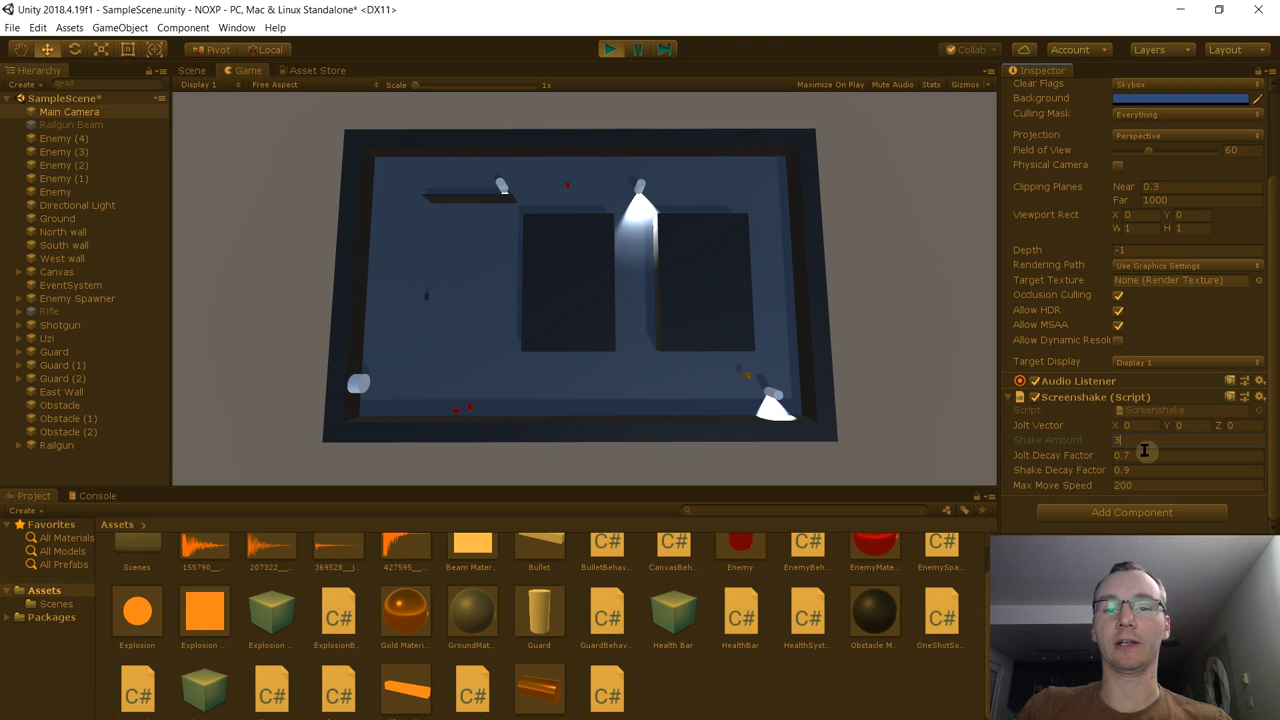 Unity 2018.4.19f1 - SampleScene.unity - NOXP - PC, Mac & Linux Standalone* <DX11>
File Edit Assets GameObject Component Window Help
Pivot Local Collab Account Layers Layout
Hierarchy Scene Game Asset Store Inspector
Create All Display 1 Free Aspect Scale 1x Maximize On Play Mute Audio Stats Gizmos
SampleScene*
Main Camera
Railgun Beam
Enemy (4)
Enemy (3)
Enemy (2)
Enemy (1)
Enemy
Directional Light
Ground
North wall
South wall
West wall
Canvas
EventSystem
Enemy Spawner
Rifle
Shotgun
Uzi
Guard
Guard (1)
Guard (2)
East Wall
Obstacle
Obstacle (1)
Obstacle (2)
Railgun
Clear Flags Skybox
Background
Culling Mask Everything
Projection Perspective
Field of View 60
Physical Camera
Clipping Planes Near 0.3
Far 1000
Viewport Rect X 0 Y 0
W 1 H 1
Depth -1
Rendering Path Use Graphics Settings
Target Texture None (Render Texture)
Occlusion Culling
Allow HDR
Allow MSAA
Allow Dynamic Resol
Target Display Display 1
Audio Listener
Screenshake (Script)
Script Screenshake
Jolt Vector X 0 Y 0 Z 0
Shake Amount 3
Jolt Decay Factor 0.7
Shake Decay Factor 0.9
Max Move Speed 200
Add Component
Project Console
Create
Favorites
All Materials
All Models
All Prefabs
Assets
Scenes
Packages
Assets
Scenes 155790__... 207322__... 369528__j... 427595__... Beam Mater... Bullet BulletBehav... CanvasBeh... Enemy EnemyBeh... EnemyMate... EnemySpa...
C# C# C# C#
Explosion Explosion ... Explosion ... ExplosionB... Gold Materi... GroundMat... Guard GuardBehav... Health Bar HealthBar HealthSyst... Obstacle M... OneShotSo...
C# C# C# C# C#
C# C# C# C# C#